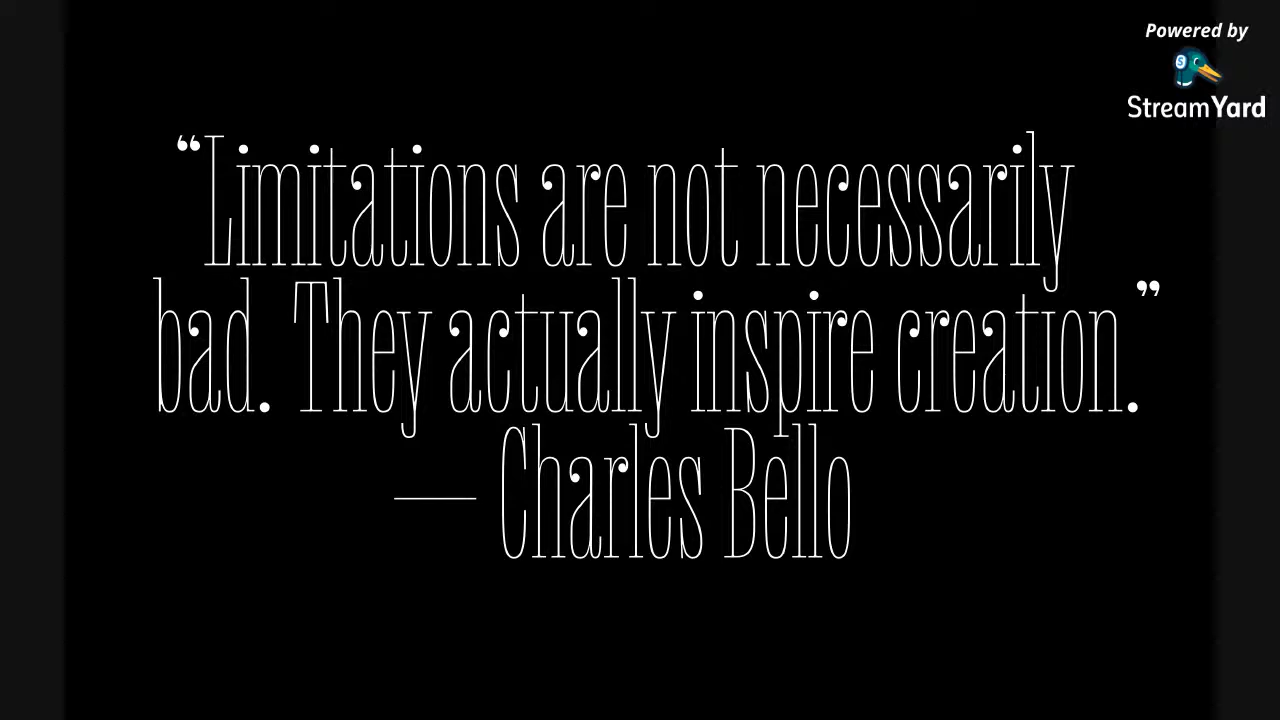 Powered by
StreamYard
“Limitations are not necessarily
bad. They actually inspire creation.”
— Charles Bello